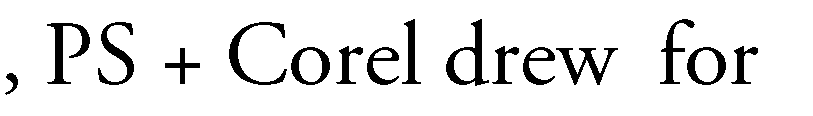 , PS + Corel drew for